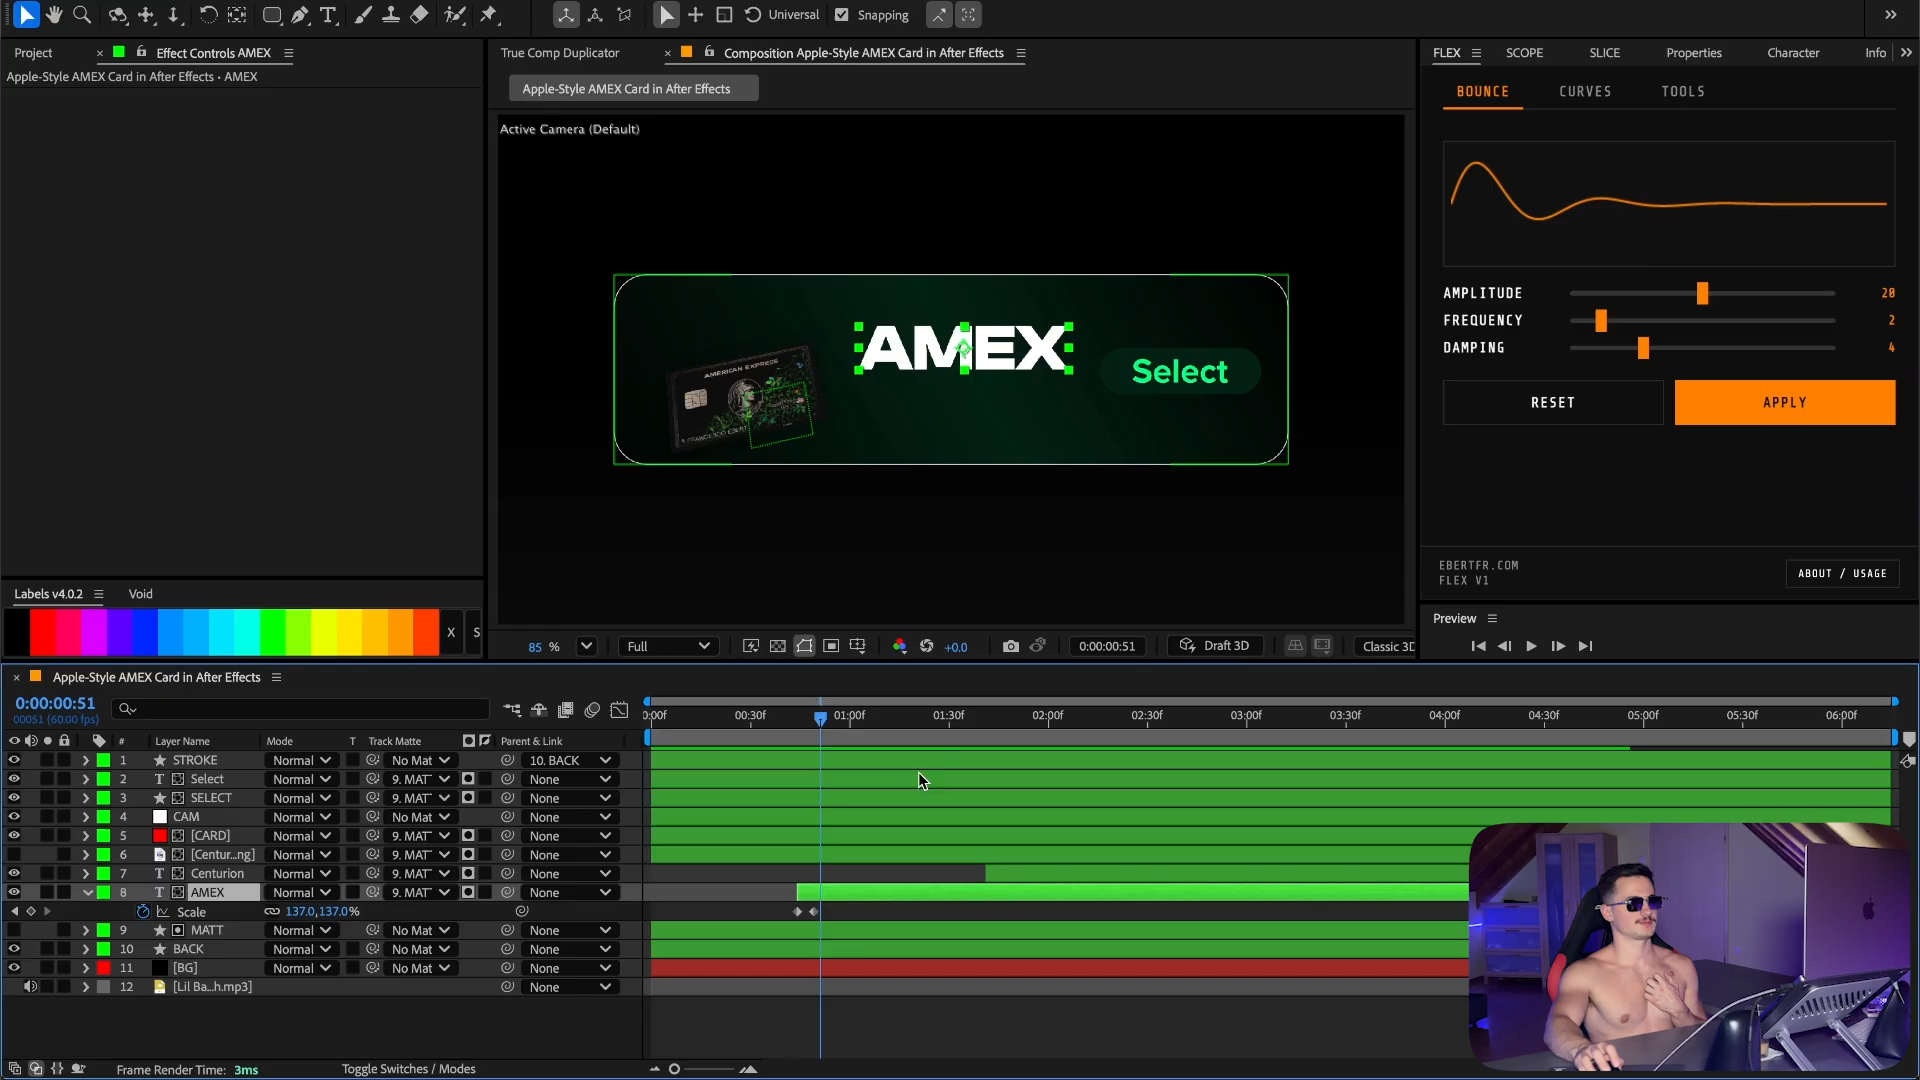 Universal
Snapping
Project
Effect Controls AMEX
Apple-Style AMEX Card in After Effects • AMEX
True Comp Duplicator
Composition Apple-Style AMEX Card in After Effects
Apple-Style AMEX Card in After Effects
Active Camera (Default)
AMERICAN EXPRESS
AMEX
Select
FLEX
SCOPE
SLICE
Properties
Character
Info
BOUNCE
CURVES
TOOLS
AMPLITUDE
20
FREQUENCY
2
DAMPING
4
RESET
APPLY
EBERTFR.COM
FLEX V1
ABOUT / USAGE
Labels v4.0.2
Void
X
S
85 %
Full
+0.0
0:00:00:51
Draft 3D
Classic 3D
Preview
Apple-Style AMEX Card in After Effects
0:00:00:51
00051 (60.00 fps)
0:00f 00:30f 01:00f 01:30f 02:00f 02:30f 03:00f 03:30f 04:00f 04:30f 05:00f 05:30f 06:00f
# Layer Name Mode T Track Matte Parent & Link
1 STROKE Normal No Mat 10. BACK
2 T Select Normal 9. MAT None
3 SELECT Normal 9. MAT None
4 CAM Normal No Mat None
5 [CARD] Normal 9. MAT None
6 [Centur...ng] Normal 9. MAT None
7 T Centurion Normal 9. MAT None
8 T AMEX Normal 9. MAT None
Scale 137.0,137.0%
9 MATT Normal No Mat None
10 BACK Normal No Mat None
11 [BG] Normal No Mat None
12 [Lil Ba...h.mp3] None
Frame Render Time: 3ms
Toggle Switches / Modes